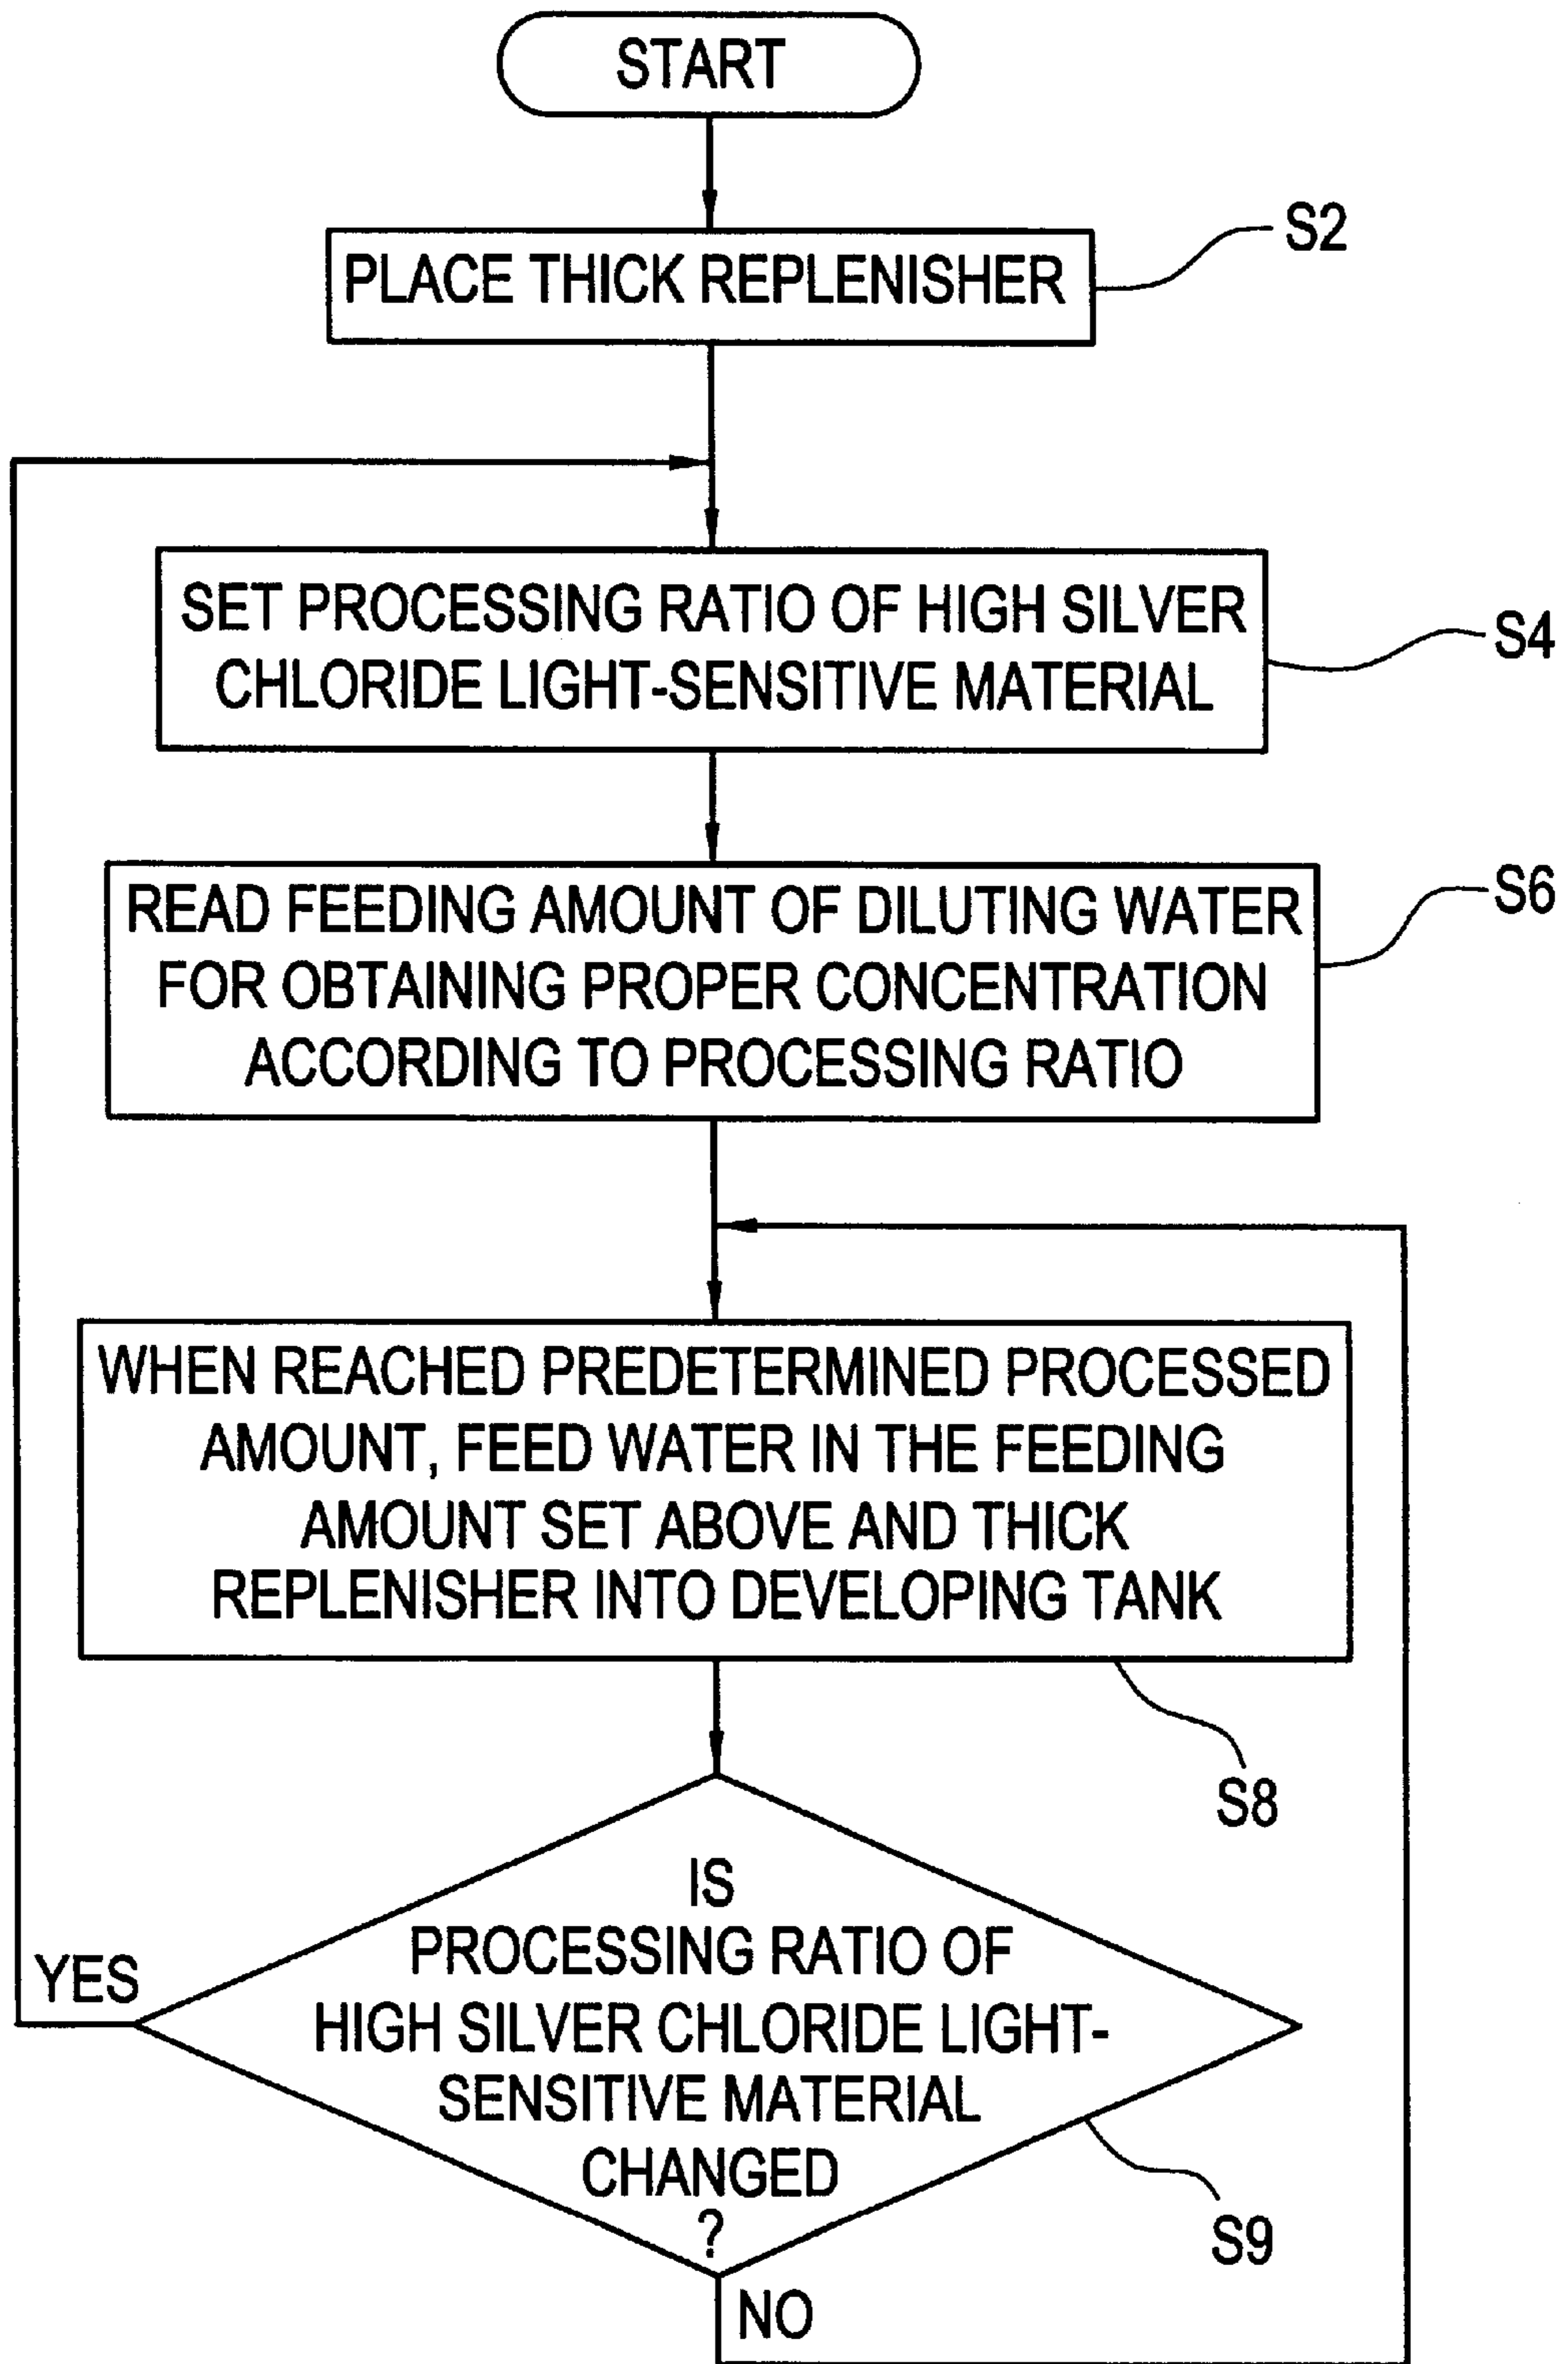 START
PLACE THICK REPLENISHER
S2
SET PROCESSING RATIO OF HIGH SILVER
CHLORIDE LIGHT-SENSITIVE MATERIAL
S4
READ FEEDING AMOUNT OF DILUTING WATER
FOR OBTAINING PROPER CONCENTRATION
ACCORDING TO PROCESSING RATIO
S6
WHEN REACHED PREDETERMINED PROCESSED
AMOUNT, FEED WATER IN THE FEEDING
AMOUNT SET ABOVE AND THICK
REPLENISHER INTO DEVELOPING TANK
S8
IS
PROCESSING RATIO OF
HIGH SILVER CHLORIDE LIGHT-
SENSITIVE MATERIAL
CHANGED
?
YES
S9
NO